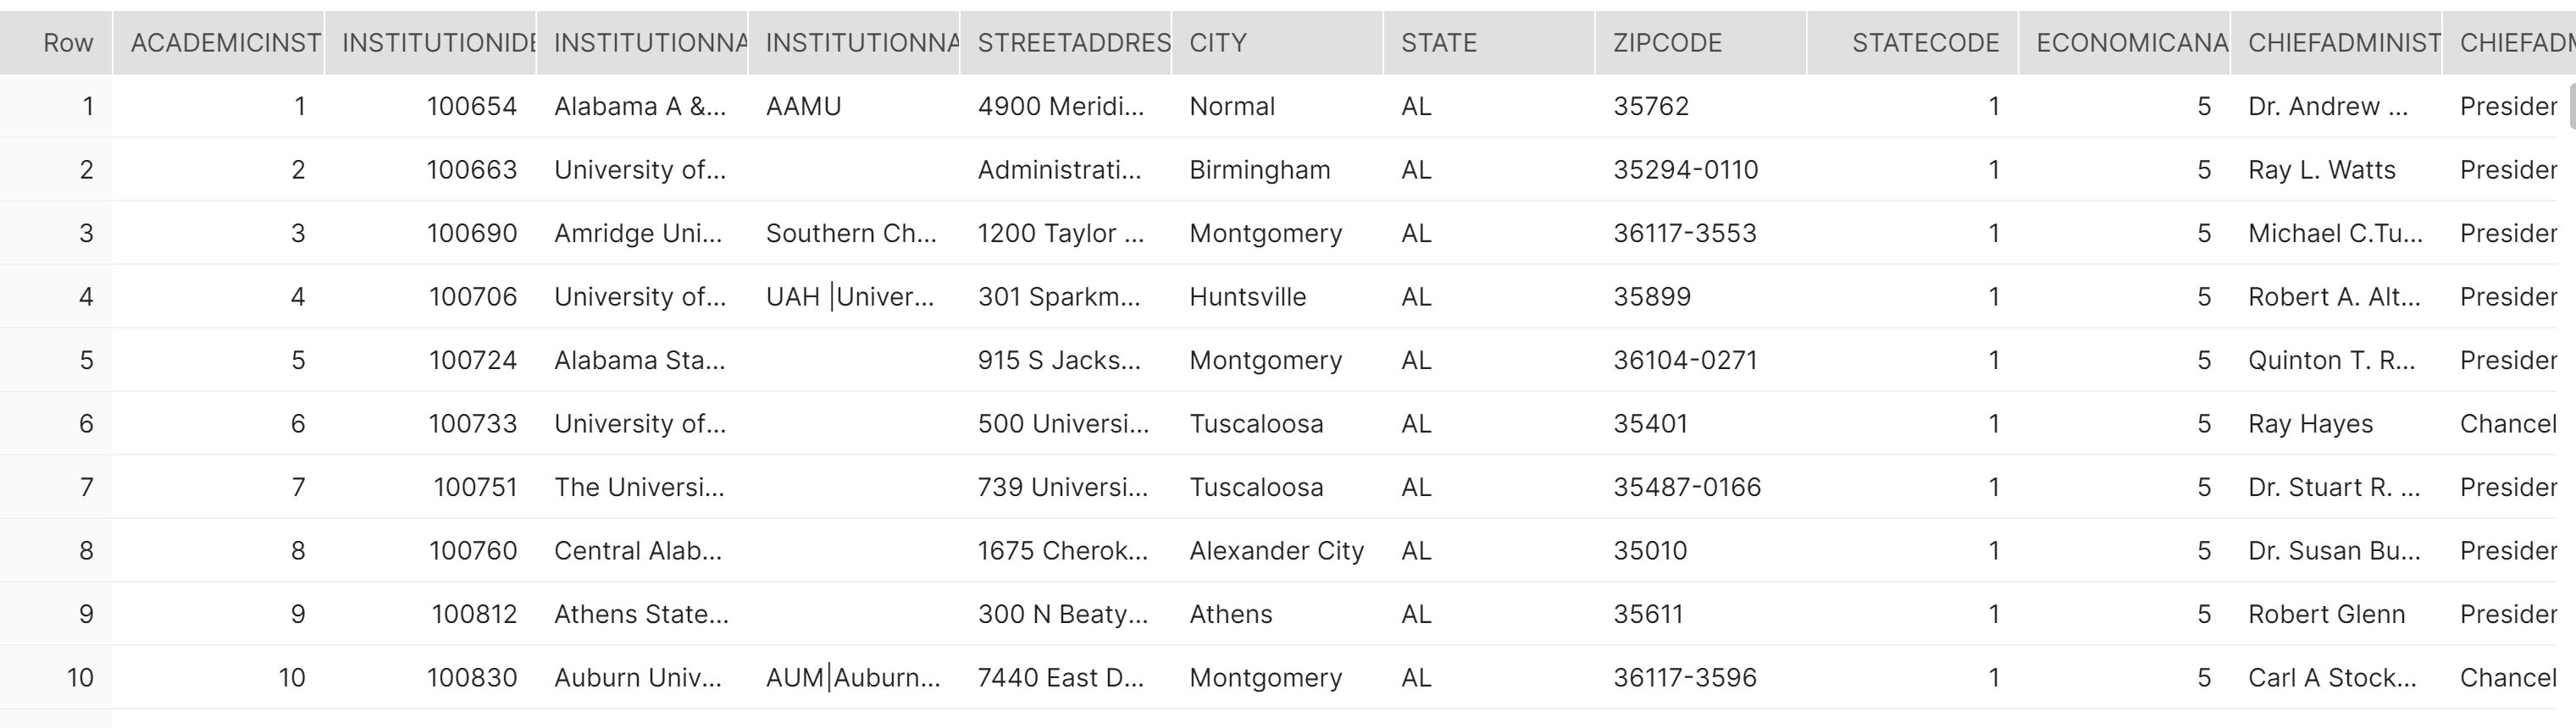 Row ACADEMICINST INSTITUTIONIDE INSTITUTIONNA INSTITUTIONNA STREETADDRES CITY STATE ZIPCODE STATECODE ECONOMICANA CHIEFADMINIST CHIEFADM
1 1 100654 Alabama A &... AAMU 4900 Meridi... Normal AL 35762 1 5 Dr. Andrew ... Presider
2 2 100663 University of... Administrati... Birmingham AL 35294-0110 1 5 Ray L. Watts Presider
3 3 100690 Amridge Uni... Southern Ch... 1200 Taylor ... Montgomery AL 36117-3553 1 5 Michael C.Tu... Presider
4 4 100706 University of... UAH |Univer... 301 Sparkm... Huntsville AL 35899 1 5 Robert A. Alt... Presider
5 5 100724 Alabama Sta... 915 S Jacks... Montgomery AL 36104-0271 1 5 Quinton T. R... Presider
6 6 100733 University of... 500 Universi... Tuscaloosa AL 35401 1 5 Ray Hayes Chancel
7 7 100751 The Universi... 739 Universi... Tuscaloosa AL 35487-0166 1 5 Dr. Stuart R. ... Presider
8 8 100760 Central Alab... 1675 Cherok... Alexander City AL 35010 1 5 Dr. Susan Bu... Presider
9 9 100812 Athens State... 300 N Beaty... Athens AL 35611 1 5 Robert Glenn Presider
10 10 100830 Auburn Univ... AUM|Auburn... 7440 East D... Montgomery AL 36117-3596 1 5 Carl A Stock... Chancel